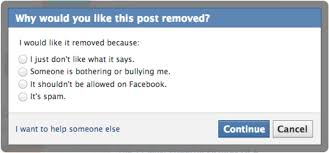 Why would you like this post removed?
I would like it removed because:
I just don't like what it says.
Someone is bothering or bullying me.
It shouldn't be allowed on Facebook.
It's spam.
I want to help someone else
Continue
Cancel